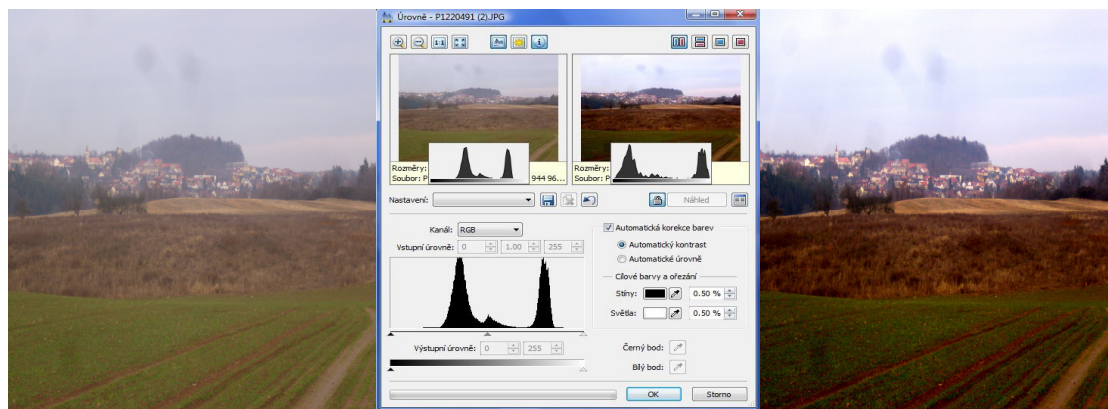 Úrovně - P1220491 (2).JPG
1:1
Rozměry:
Soubor: P
944 96...
Rozměry:
Soubor: P
Nastavení:
Náhled
Kanál: RGB
Vstupní úrovně: 0 1.00 255
Automatická korekce barev
Automatický kontrast
Automatické úrovně
Cílové barvy a ořezání
Stíny: 0.50 %
Světla: 0.50 %
Výstupní úrovně: 0 255
Černý bod:
Bílý bod:
OK
Storno